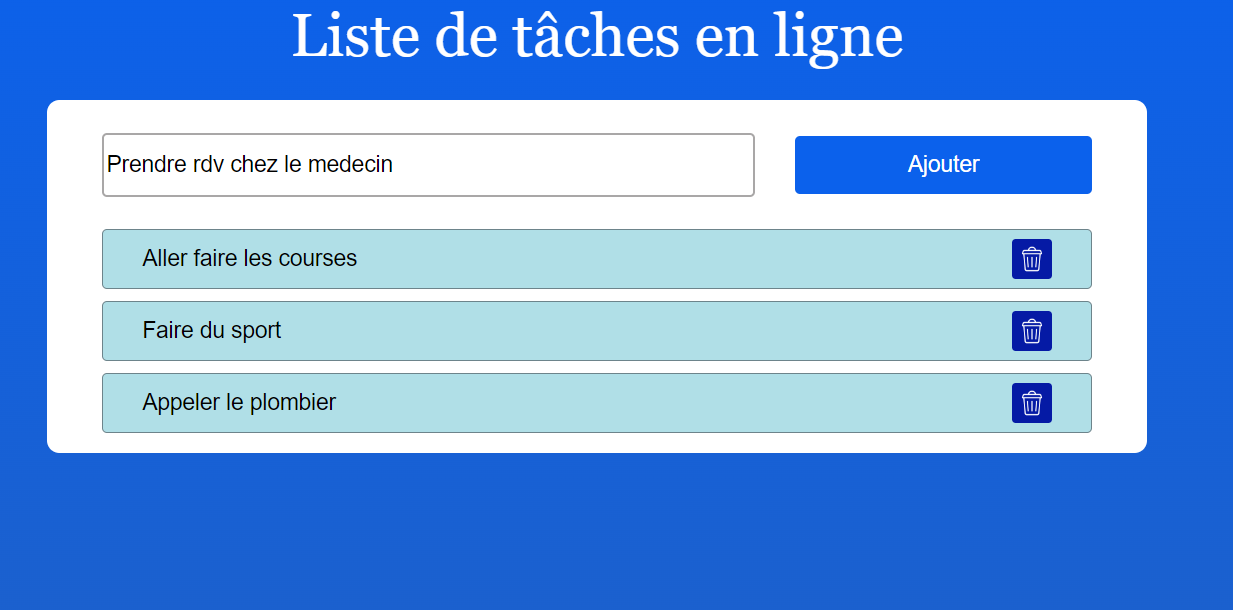 Liste de tâches en ligne
Prendre rdv chez le medecin
Ajouter
Aller faire les courses
Faire du sport
Appeler le plombier